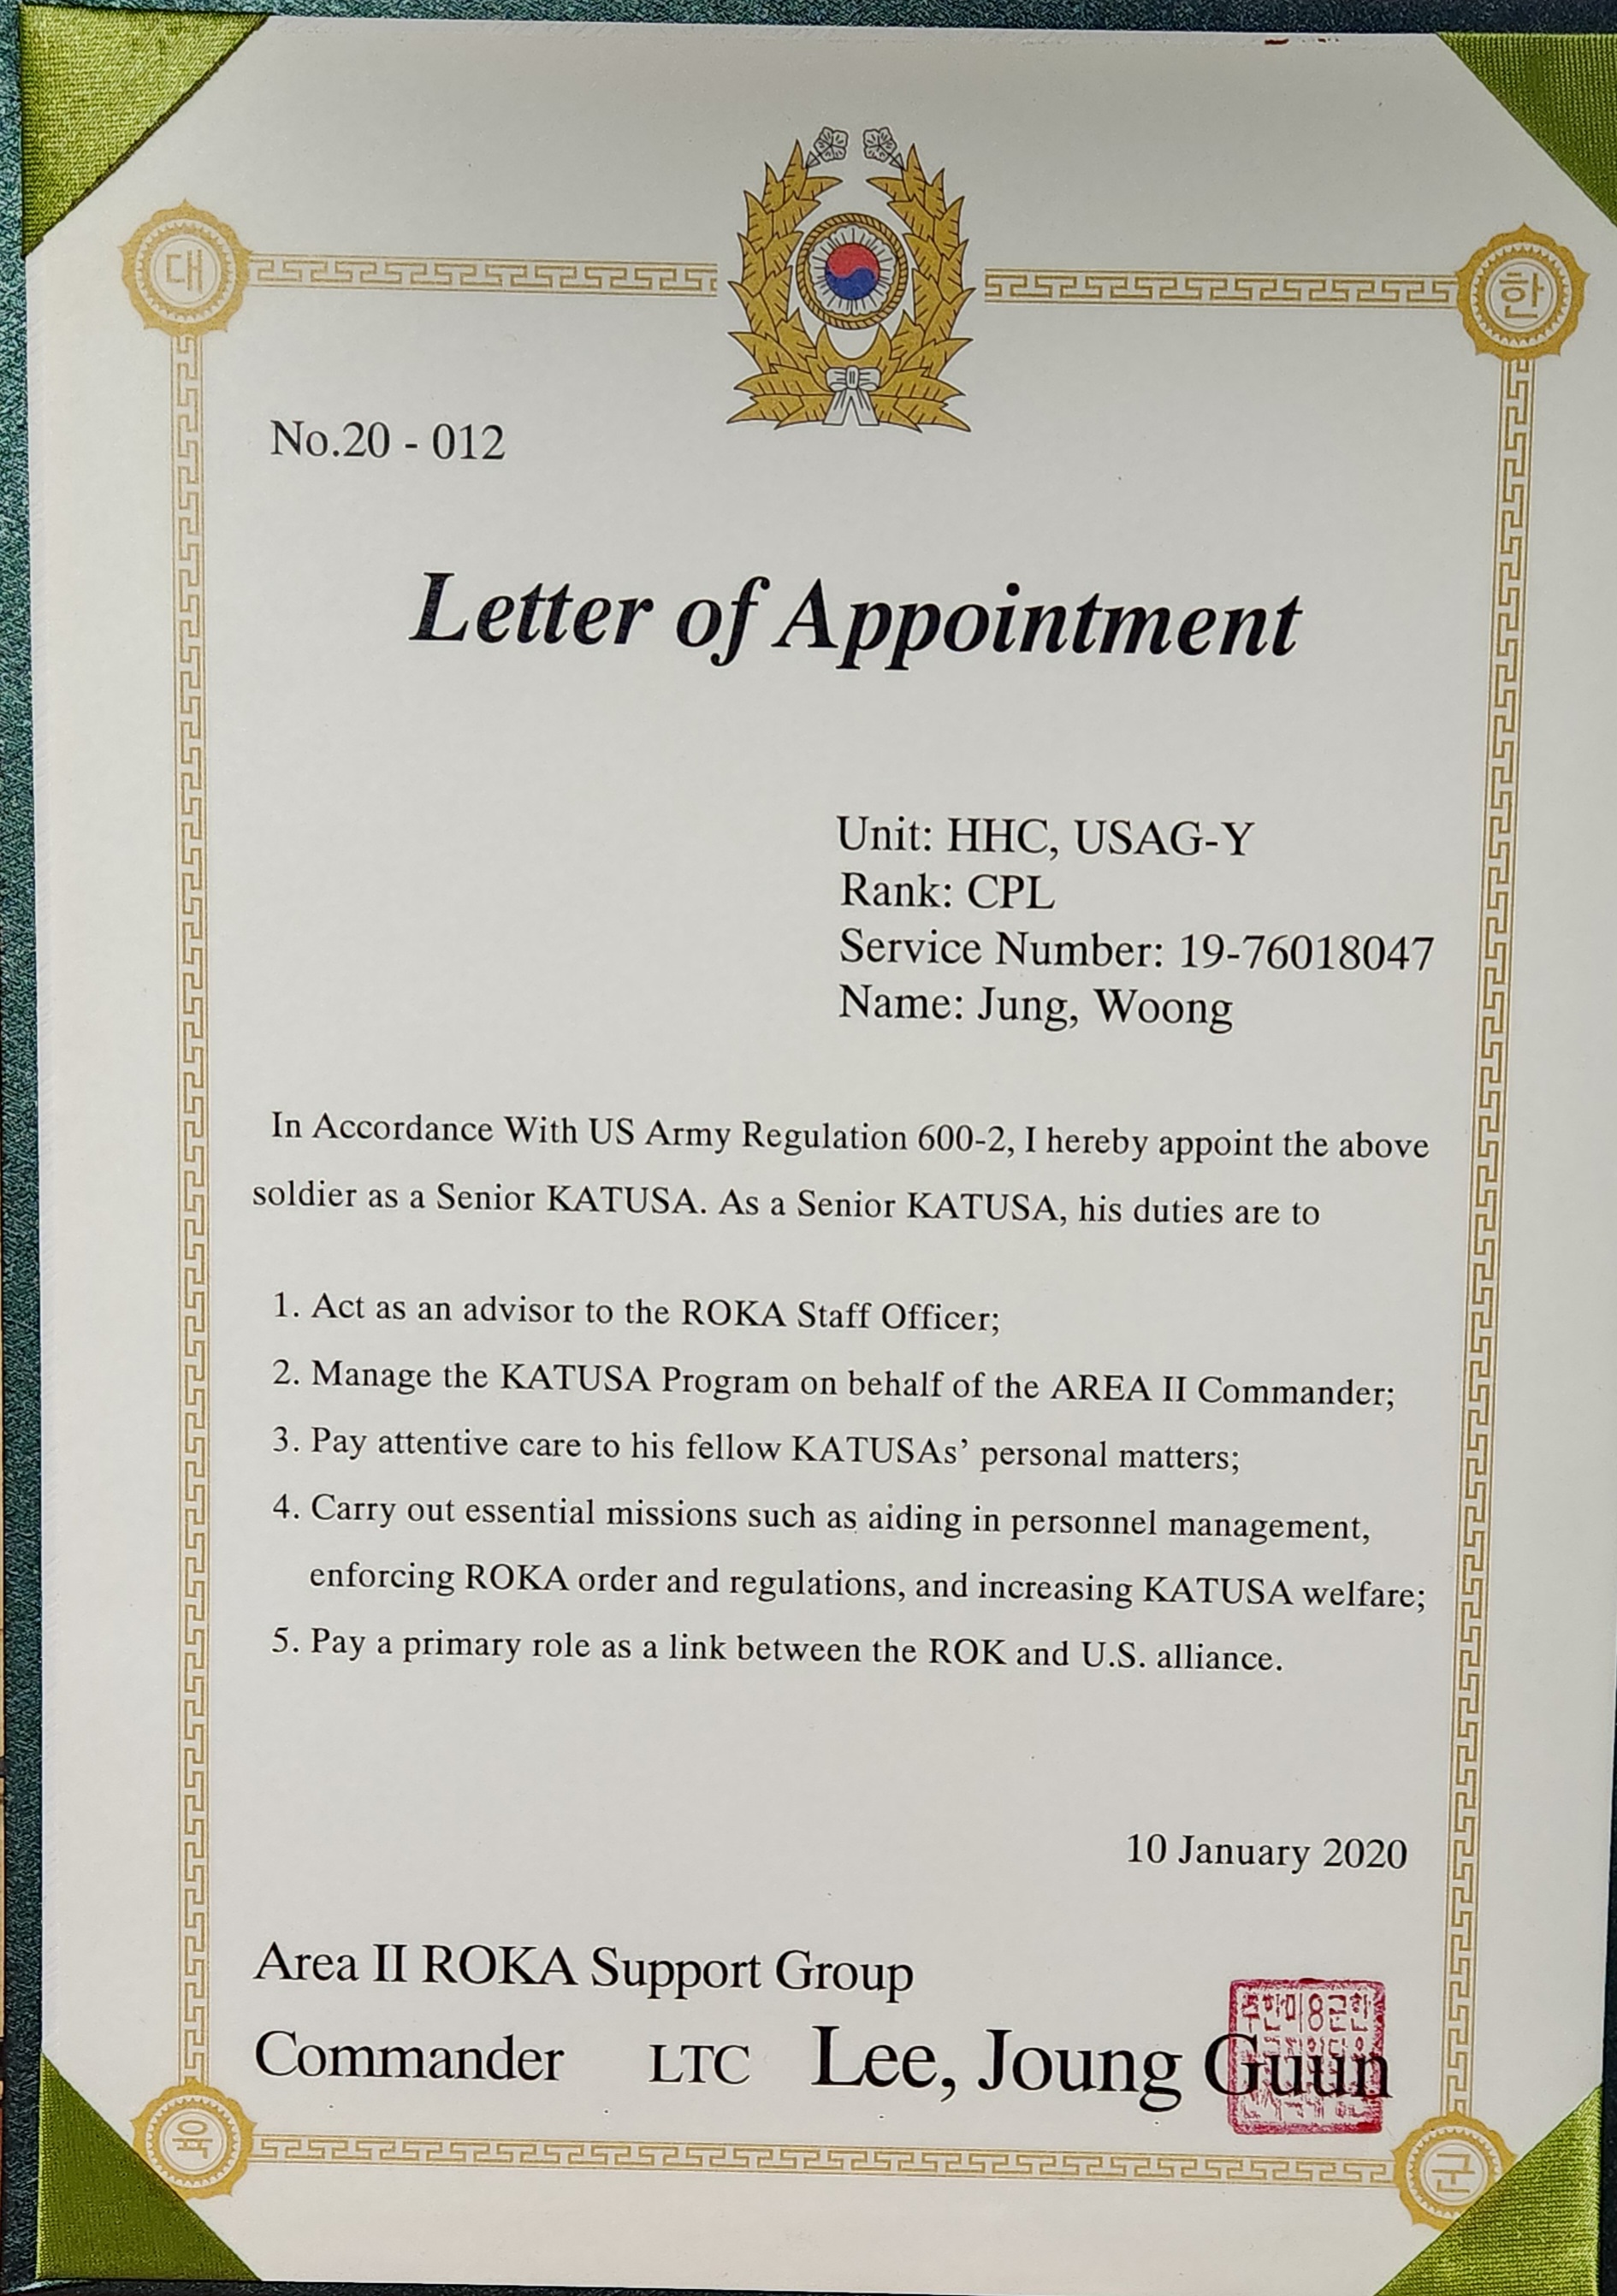 대
한
No.20 - 012
Letter of Appointment
Unit: HHC, USAG-Y
Rank: CPL
Service Number: 19-76018047
Name: Jung, Woong
In Accordance With US Army Regulation 600-2, I hereby appoint the above
soldier as a Senior KATUSA. As a Senior KATUSA, his duties are to
1. Act as an advisor to the ROKA Staff Officer;
2. Manage the KATUSA Program on behalf of the AREA II Commander;
3. Pay attentive care to his fellow KATUSAs’ personal matters;
4. Carry out essential missions such as aiding in personnel management,
enforcing ROKA order and regulations, and increasing KATUSA welfare;
5. Pay a primary role as a link between the ROK and U.S. alliance.
10 January 2020
Area II ROKA Support Group
Commander LTC Lee, Joung Guun
육
군